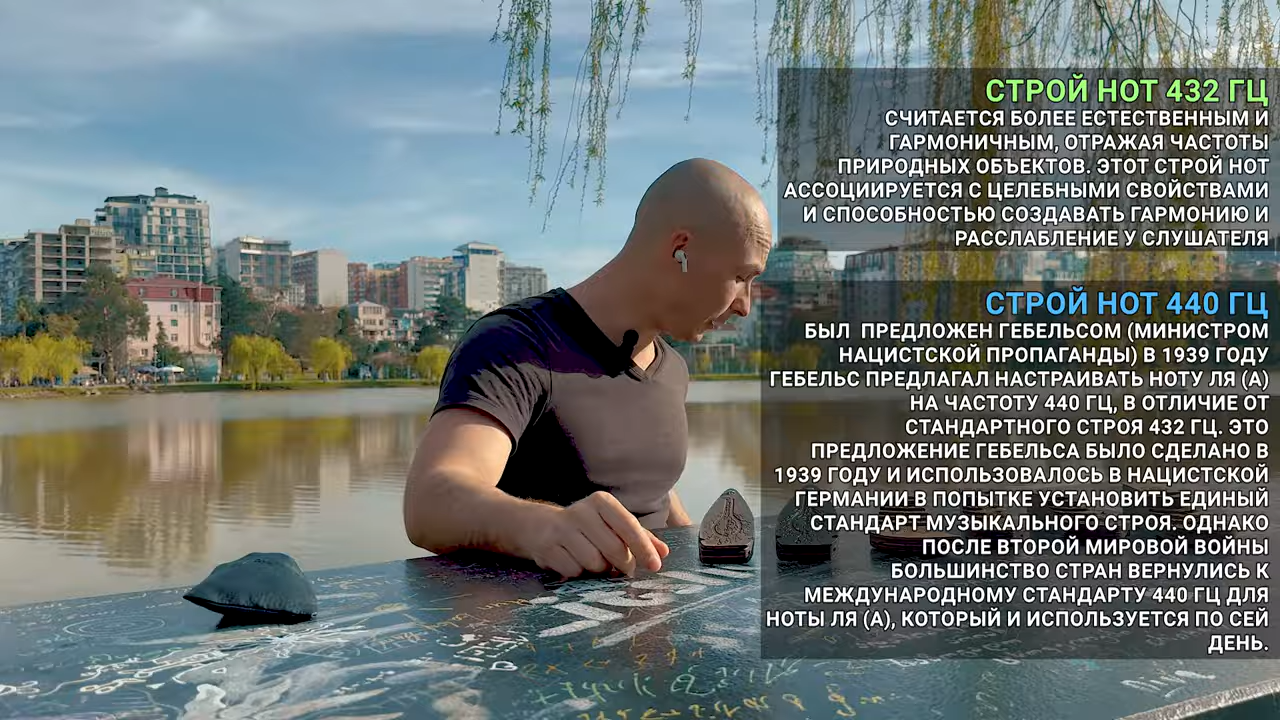 СТРОЙ НОТ 432 ГЦ
СЧИТАЕТСЯ БОЛЕЕ ЕСТЕСТВЕННЫМ И
ГАРМОНИЧНЫМ, ОТРАЖАЯ ЧАСТОТЫ
ПРИРОДНЫХ ОБЪЕКТОВ. ЭТОТ СТРОЙ НОТ
АССОЦИИРУЕТСЯ С ЦЕЛЕБНЫМИ СВОЙСТВАМИ
И СПОСОБНОСТЬЮ СОЗДАВАТЬ ГАРМОНИЮ И
РАССЛАБЛЕНИЕ У СЛУШАТЕЛЯ
СТРОЙ НОТ 440 ГЦ
БЫЛ ПРЕДЛОЖЕН ГЕБЕЛЬСОМ (МИНИСТРОМ
НАЦИСТСКОЙ ПРОПАГАНДЫ) В 1939 ГОДУ
ГЕБЕЛЬС ПРЕДЛАГАЛ НАСТРАИВАТЬ НОТУ ЛЯ (А)
НА ЧАСТОТУ 440 ГЦ, В ОТЛИЧИЕ ОТ
СТАНДАРТНОГО СТРОЯ 432 ГЦ. ЭТО
ПРЕДЛОЖЕНИЕ ГЕБЕЛЬСА БЫЛО СДЕЛАНО В
1939 ГОДУ И ИСПОЛЬЗОВАЛОСЬ В НАЦИСТСКОЙ
ГЕРМАНИИ В ПОПЫТКЕ УСТАНОВИТЬ ЕДИНЫЙ
СТАНДАРТ МУЗЫКАЛЬНОГО СТРОЯ. ОДНАКО
ПОСЛЕ ВТОРОЙ МИРОВОЙ ВОЙНЫ
БОЛЬШИНСТВО СТРАН ВЕРНУЛИСЬ К
МЕЖДУНАРОДНОМУ СТАНДАРТУ 440 ГЦ ДЛЯ
НОТЫ ЛЯ (А), КОТОРЫЙ И ИСПОЛЬЗУЕТСЯ ПО СЕЙ
ДЕНЬ.